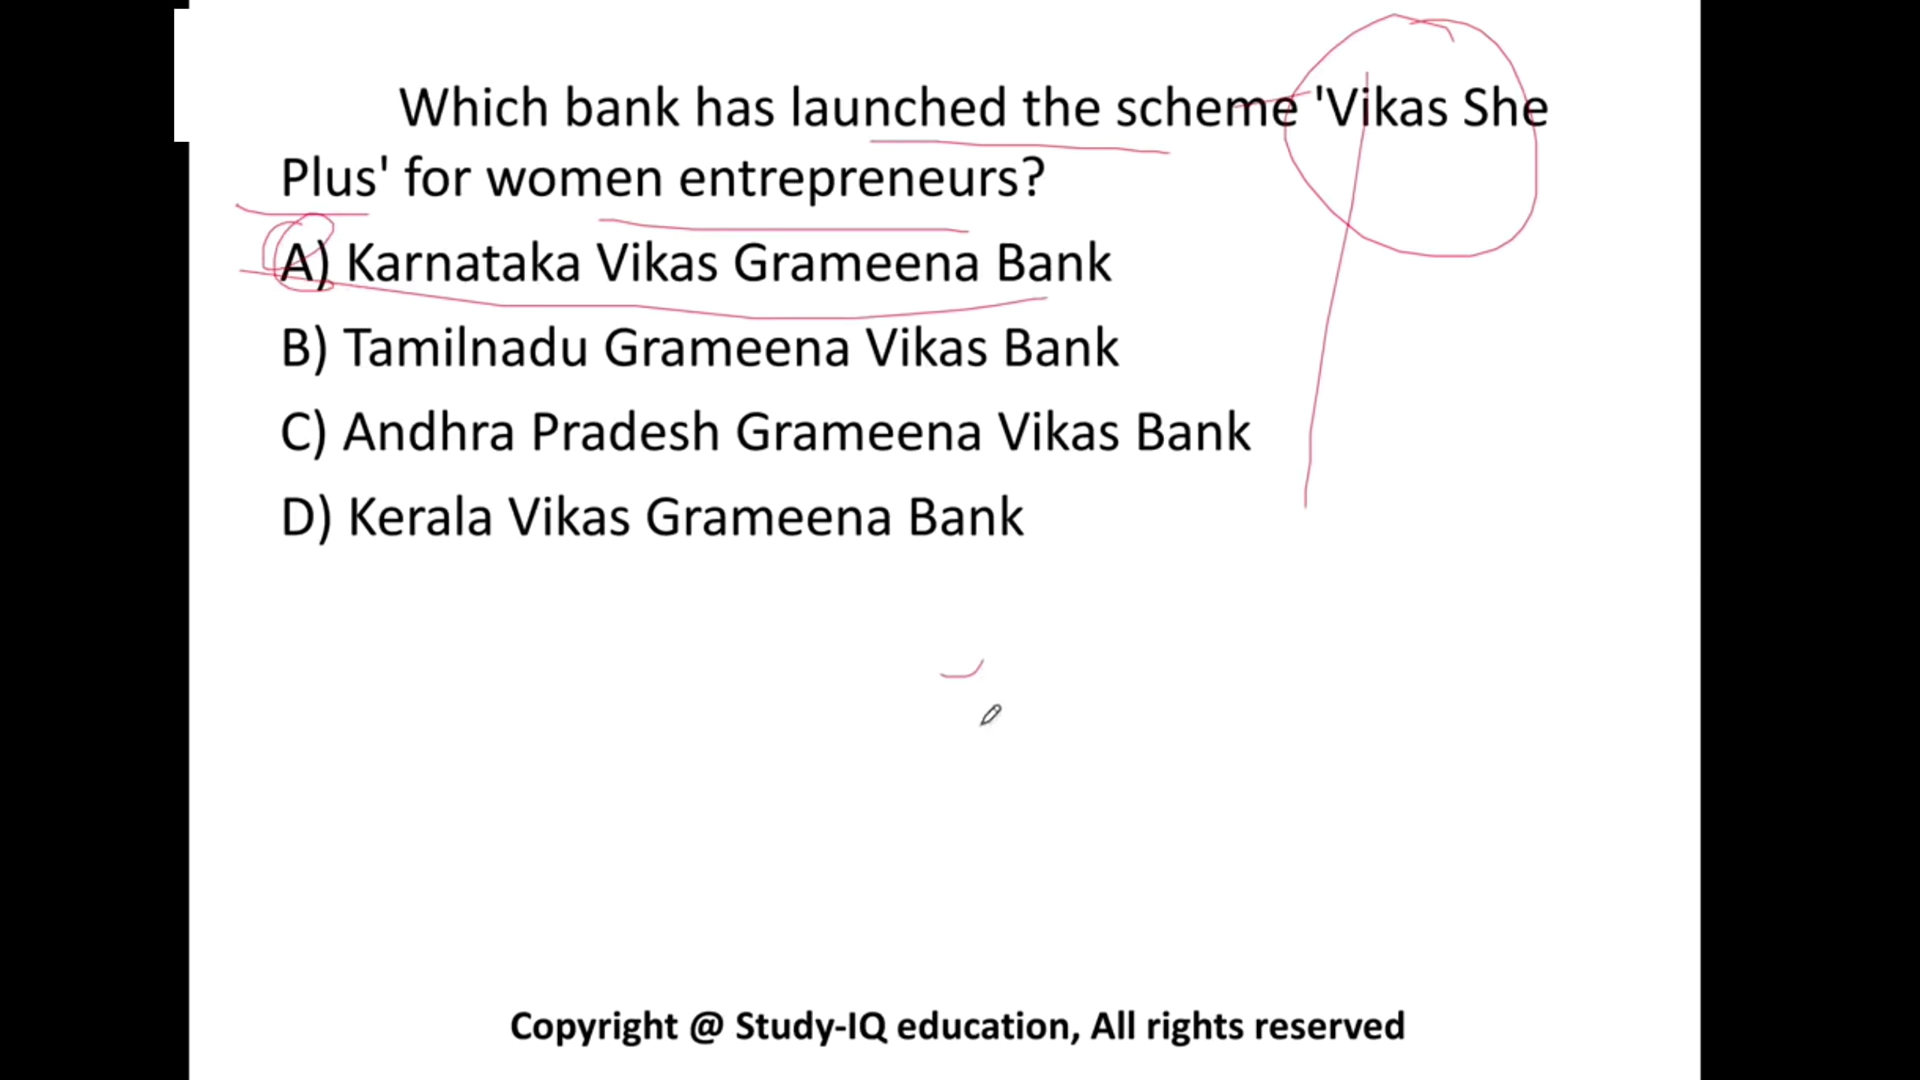 Which bank has launched the scheme 'Vikas She
Plus' for women entrepreneurs?
A) Karnataka Vikas Grameena Bank
B) Tamilnadu Grameena Vikas Bank
C) Andhra Pradesh Grameena Vikas Bank
D) Kerala Vikas Grameena Bank
Copyright @ Study-IQ education, All rights reserved